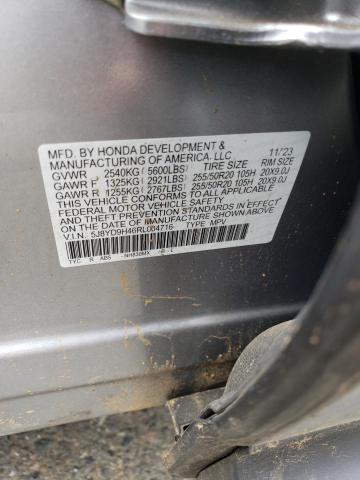 MFD. BY HONDA DEVELOPMENT &
MANUFACTURING OF AMERICA, LLC 11/23
GVWR 2540KG (5600LBS) TIRE SIZE RIM SIZE
GAWR F 1325KG (2921LBS) 255/50R20 105H 20X9.0J
GAWR R 1255KG (2767LBS) 255/50R20 105H 20X9.0J
THIS VEHICLE CONFORMS TO ALL APPLICABLE
FEDERAL MOTOR VEHICLE SAFETY
AND THEFT PREVENTION STANDARDS IN EFFECT
ON THE DATE OF MANUFACTURE SHOWN ABOVE.
V.I.N. 5J8YD9H46RL004716 TYPE MPV
TYC R ABS NH830MX L